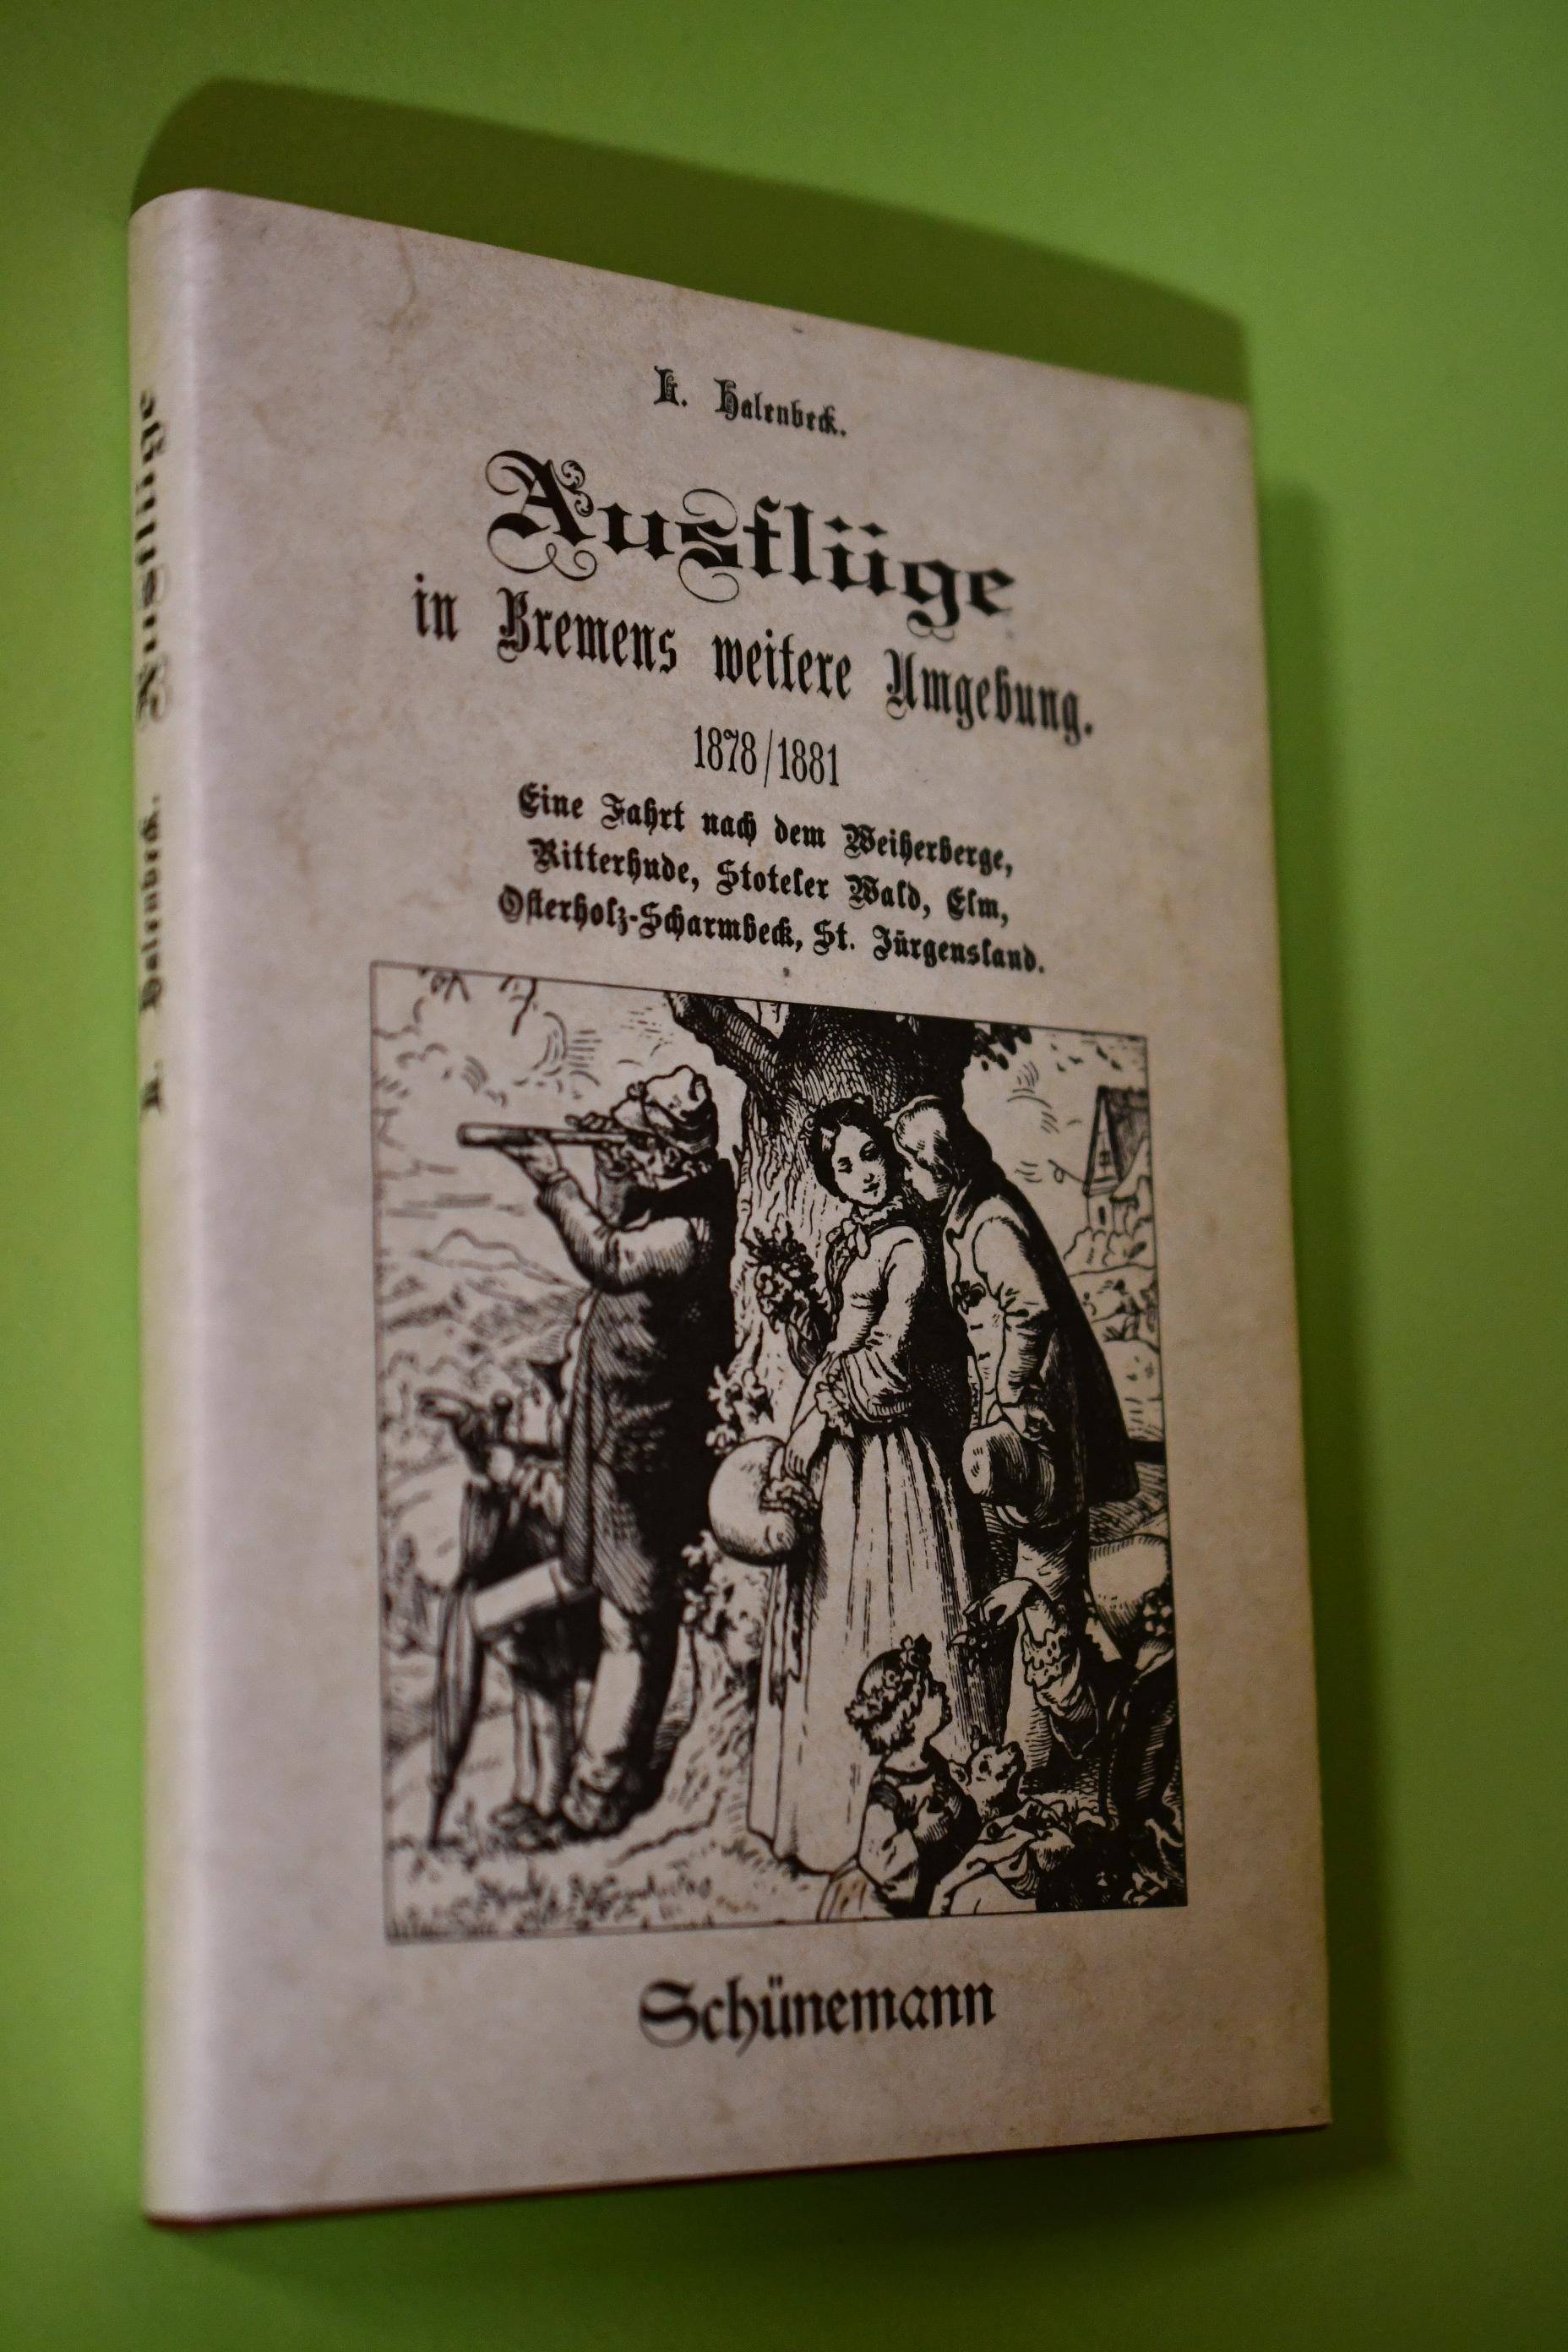 L. Halenbeck.
Ausflüge
in Bremens weitere Umgebung.
1878/1881
Eine Fahrt nach dem Weiherberge,
Ritterhude, Stoteler Wald, Elm,
Osterholz-Scharmbeck, St. Jürgensland.
Schünemann
L. Halenbeck. Ausflüge